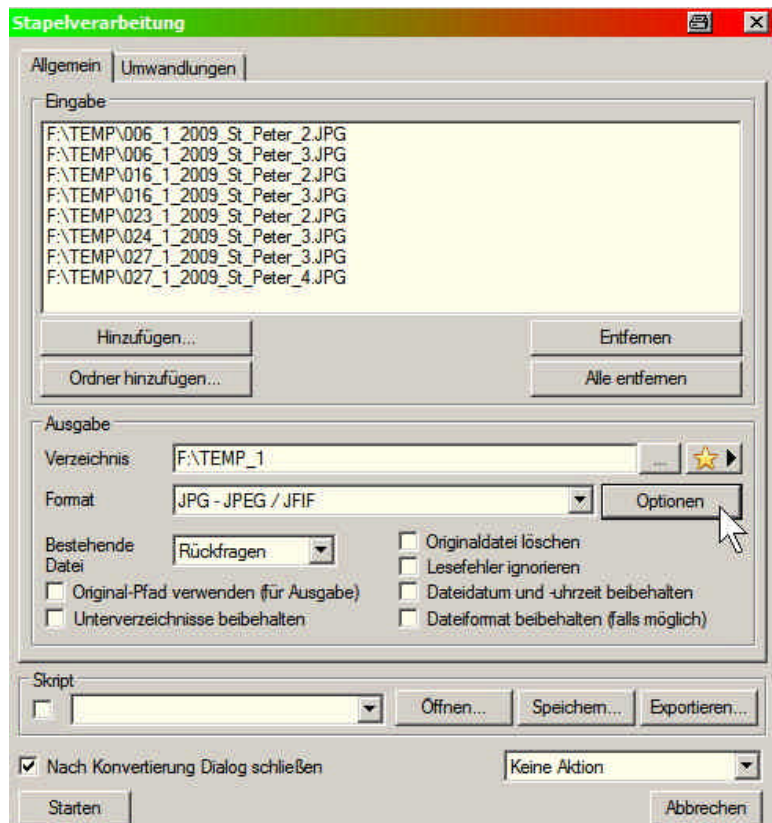 Stapelverarbeitung
Allgemein
Umwandlungen
Eingabe
F:\TEMP\006_1_2009_St_Peter_2.JPG
F:\TEMP\006_1_2009_St_Peter_3.JPG
F:\TEMP\016_1_2009_St_Peter_2.JPG
F:\TEMP\016_1_2009_St_Peter_3.JPG
F:\TEMP\023_1_2009_St_Peter_2.JPG
F:\TEMP\024_1_2009_St_Peter_3.JPG
F:\TEMP\027_1_2009_St_Peter_3.JPG
F:\TEMP\027_1_2009_St_Peter_4.JPG
Hinzufügen...
Entfernen
Ordner hinzufügen...
Alle entfernen
Ausgabe
Verzeichnis
F:\TEMP_1
...
Format
JPG - JPEG / JFIF
Optionen
Bestehende
Datei
Rückfragen
Originaldatei löschen
Lesefehler ignorieren
Original-Pfad verwenden (für Ausgabe)
Dateidatum und -uhrzeit beibehalten
Unterverzeichnisse beibehalten
Dateiformat beibehalten (falls möglich)
Skript
Öffnen...
Speichern...
Exportieren...
Nach Konvertierung Dialog schließen
Keine Aktion
Starten
Abbrechen